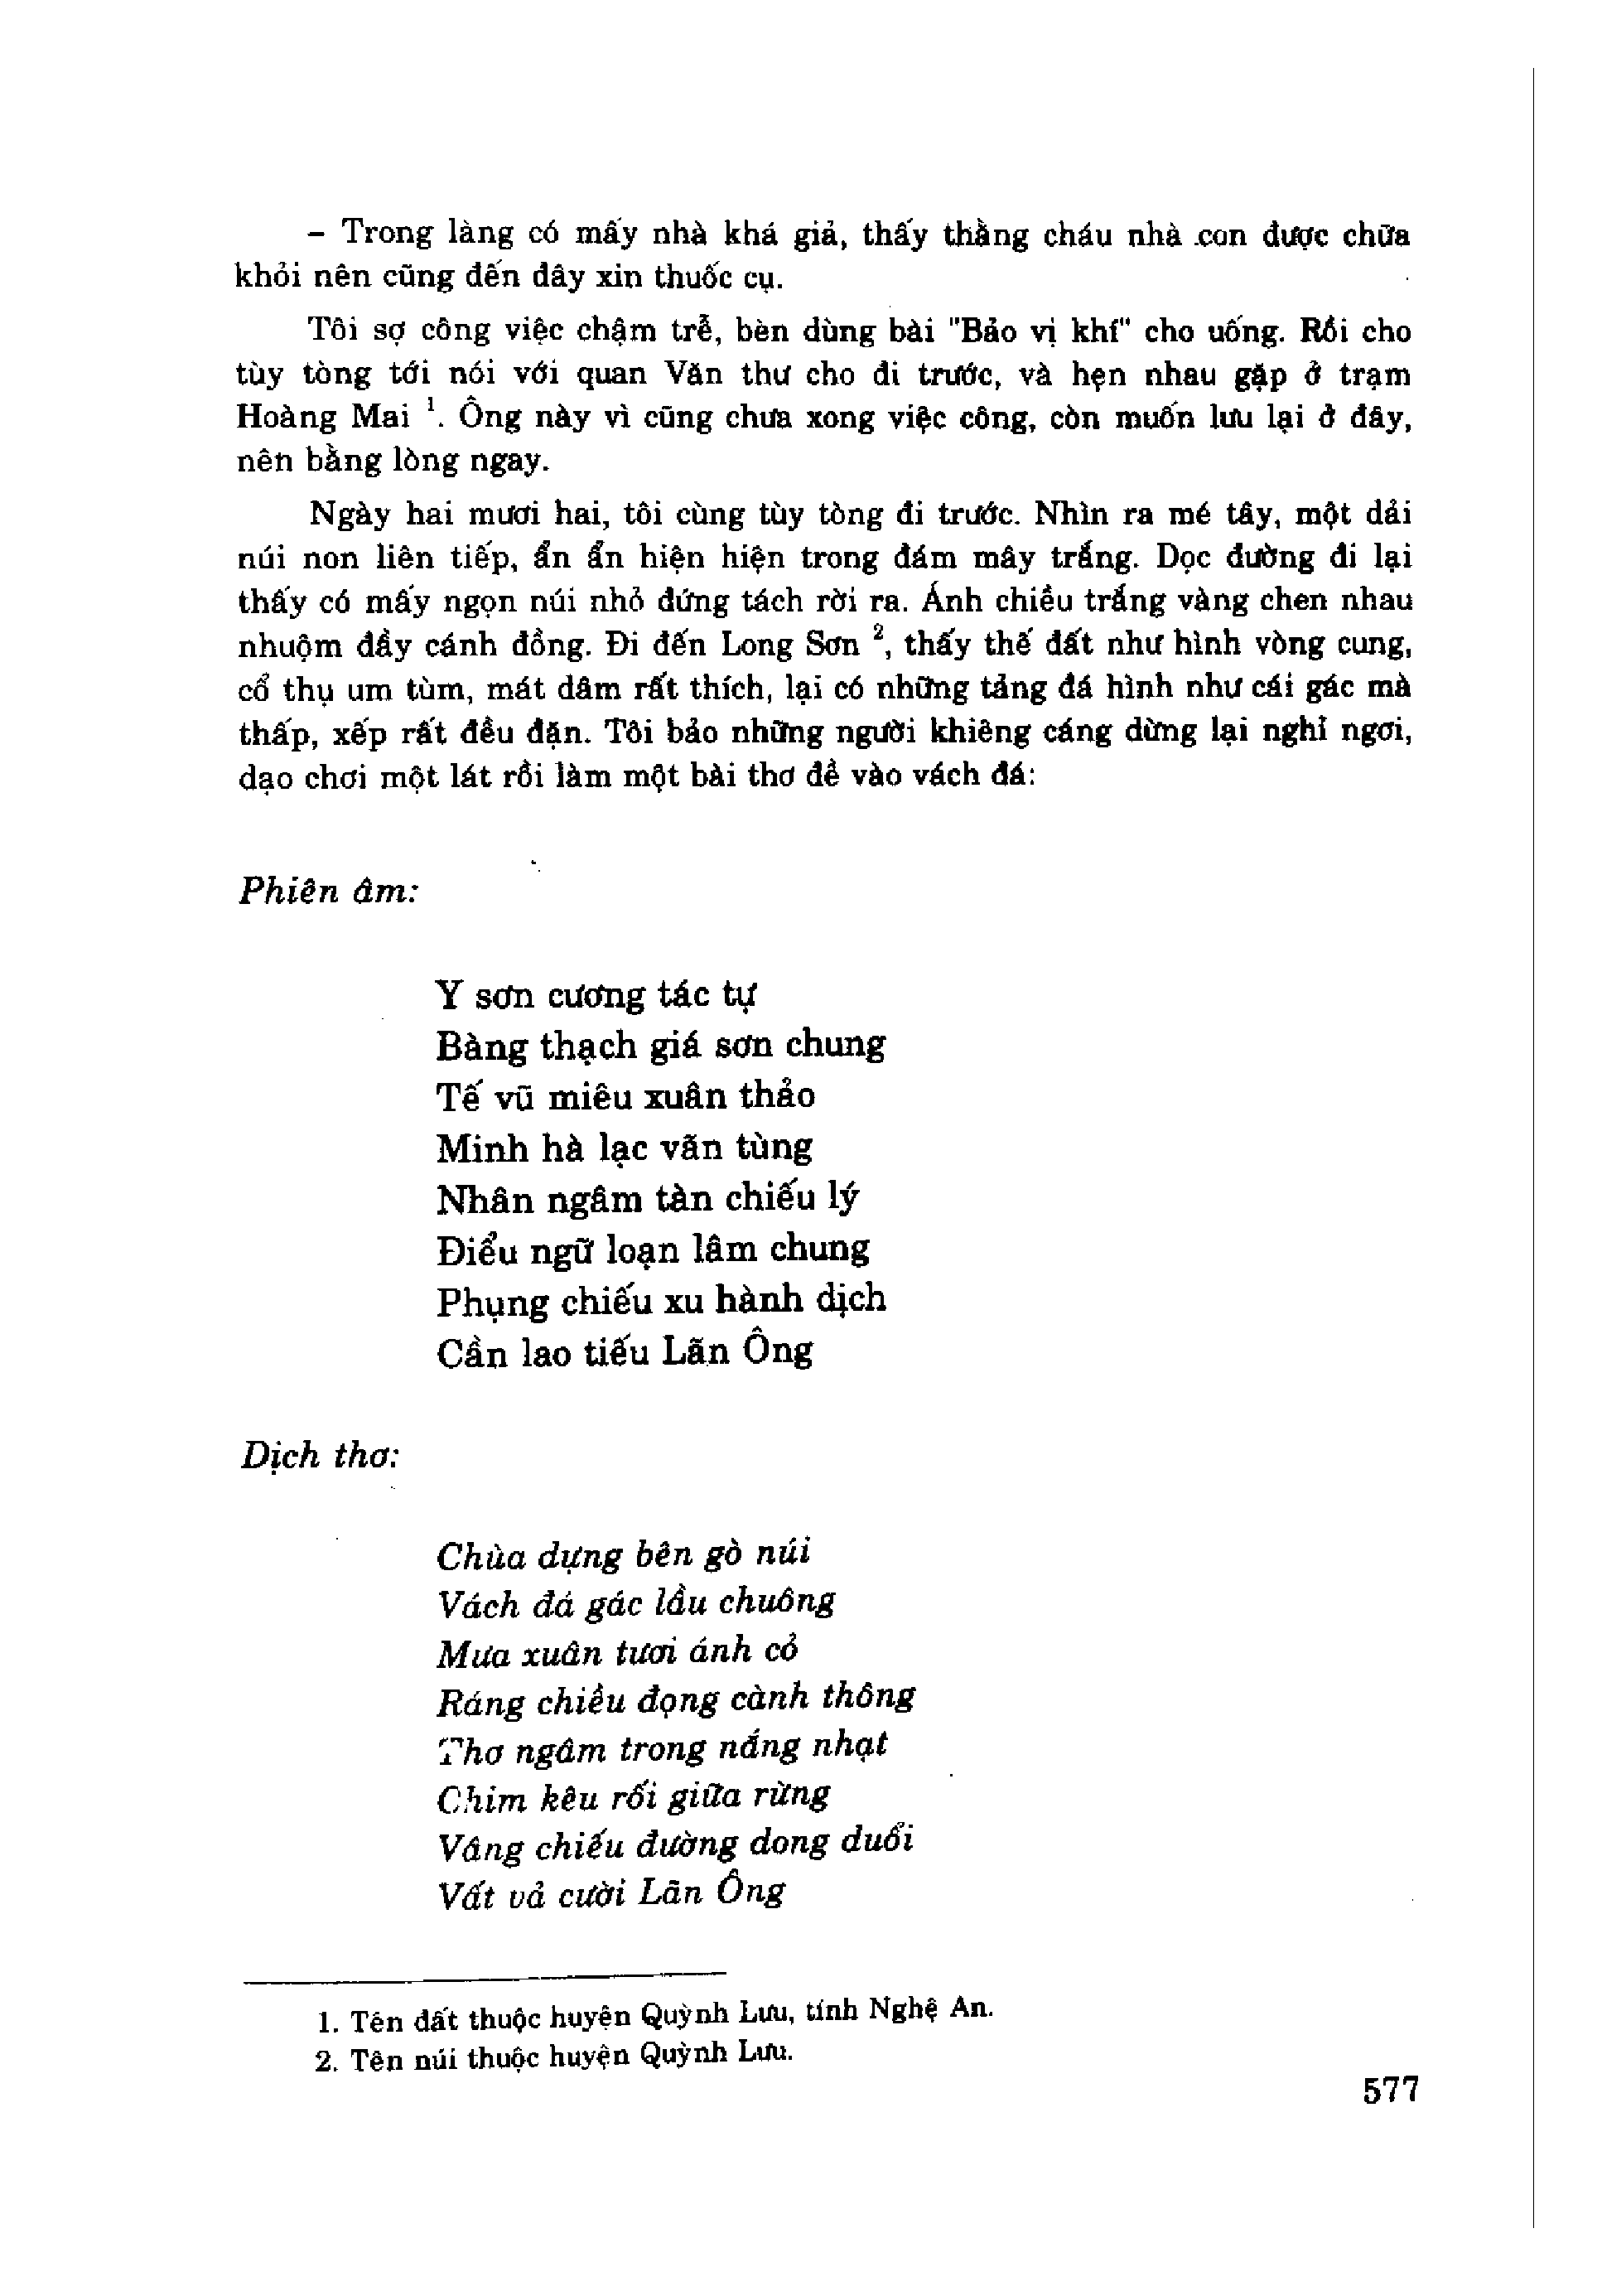 – Trong làng có mấy nhà khá giả, thấy thằng cháu nhà con được chữa
khỏi nên cũng đến đây xin thuốc cụ.
Tôi sợ công việc chậm trễ, bèn dùng bài "Bảo vị khí" cho uống. Rồi cho
tùy tòng tới nói với quan Văn thư cho đi trước, và hẹn nhau gặp ở trạm
Hoàng Mai ¹. Ông này vì cũng chưa xong việc công, còn muốn lưu lại ở đây,
nên bằng lòng ngay.
Ngày hai mươi hai, tôi cùng tùy tòng đi trước. Nhìn ra mé tây, một dải
núi non liên tiếp, ẩn ẩn hiện hiện trong đám mây trắng. Dọc đường đi lại
thấy có mấy ngọn núi nhỏ đứng tách rời ra. Ánh chiều trắng vàng chen nhau
nhuộm đầy cánh đồng. Đi đến Long Sơn ², thấy thế đất như hình vòng cung,
cổ thụ um tùm, mát dâm rất thích, lại có những tảng đá hình như cái gác mà
thấp, xếp rất đều đặn. Tôi bảo những người khiêng cáng dừng lại nghỉ ngơi,
dạo chơi một lát rồi làm một bài thơ đề vào vách đá:
Phiên âm:
Y sơn cương tác tự
Bàng thạch giá sơn chung
Tế vũ miêu xuân thảo
Minh hà lạc vãn tùng
Nhân ngâm tàn chiếu lý
Điểu ngữ loạn lâm chung
Phụng chiếu xu hành dịch
Cần lao tiếu Lãn Ông
Dịch thơ:
Chùa dựng bên gò núi
Vách đá gác lầu chuông
Mưa xuân tươi ánh cỏ
Ráng chiều đọng cành thông
Thơ ngâm trong nắng nhạt
Chim kêu rối giữa rừng
Vâng chiếu đường dong duổi
Vất vả cười Lãn Ông
1. Tên đất thuộc huyện Quỳnh Lưu, tỉnh Nghệ An.
2. Tên núi thuộc huyện Quỳnh Lưu.
577